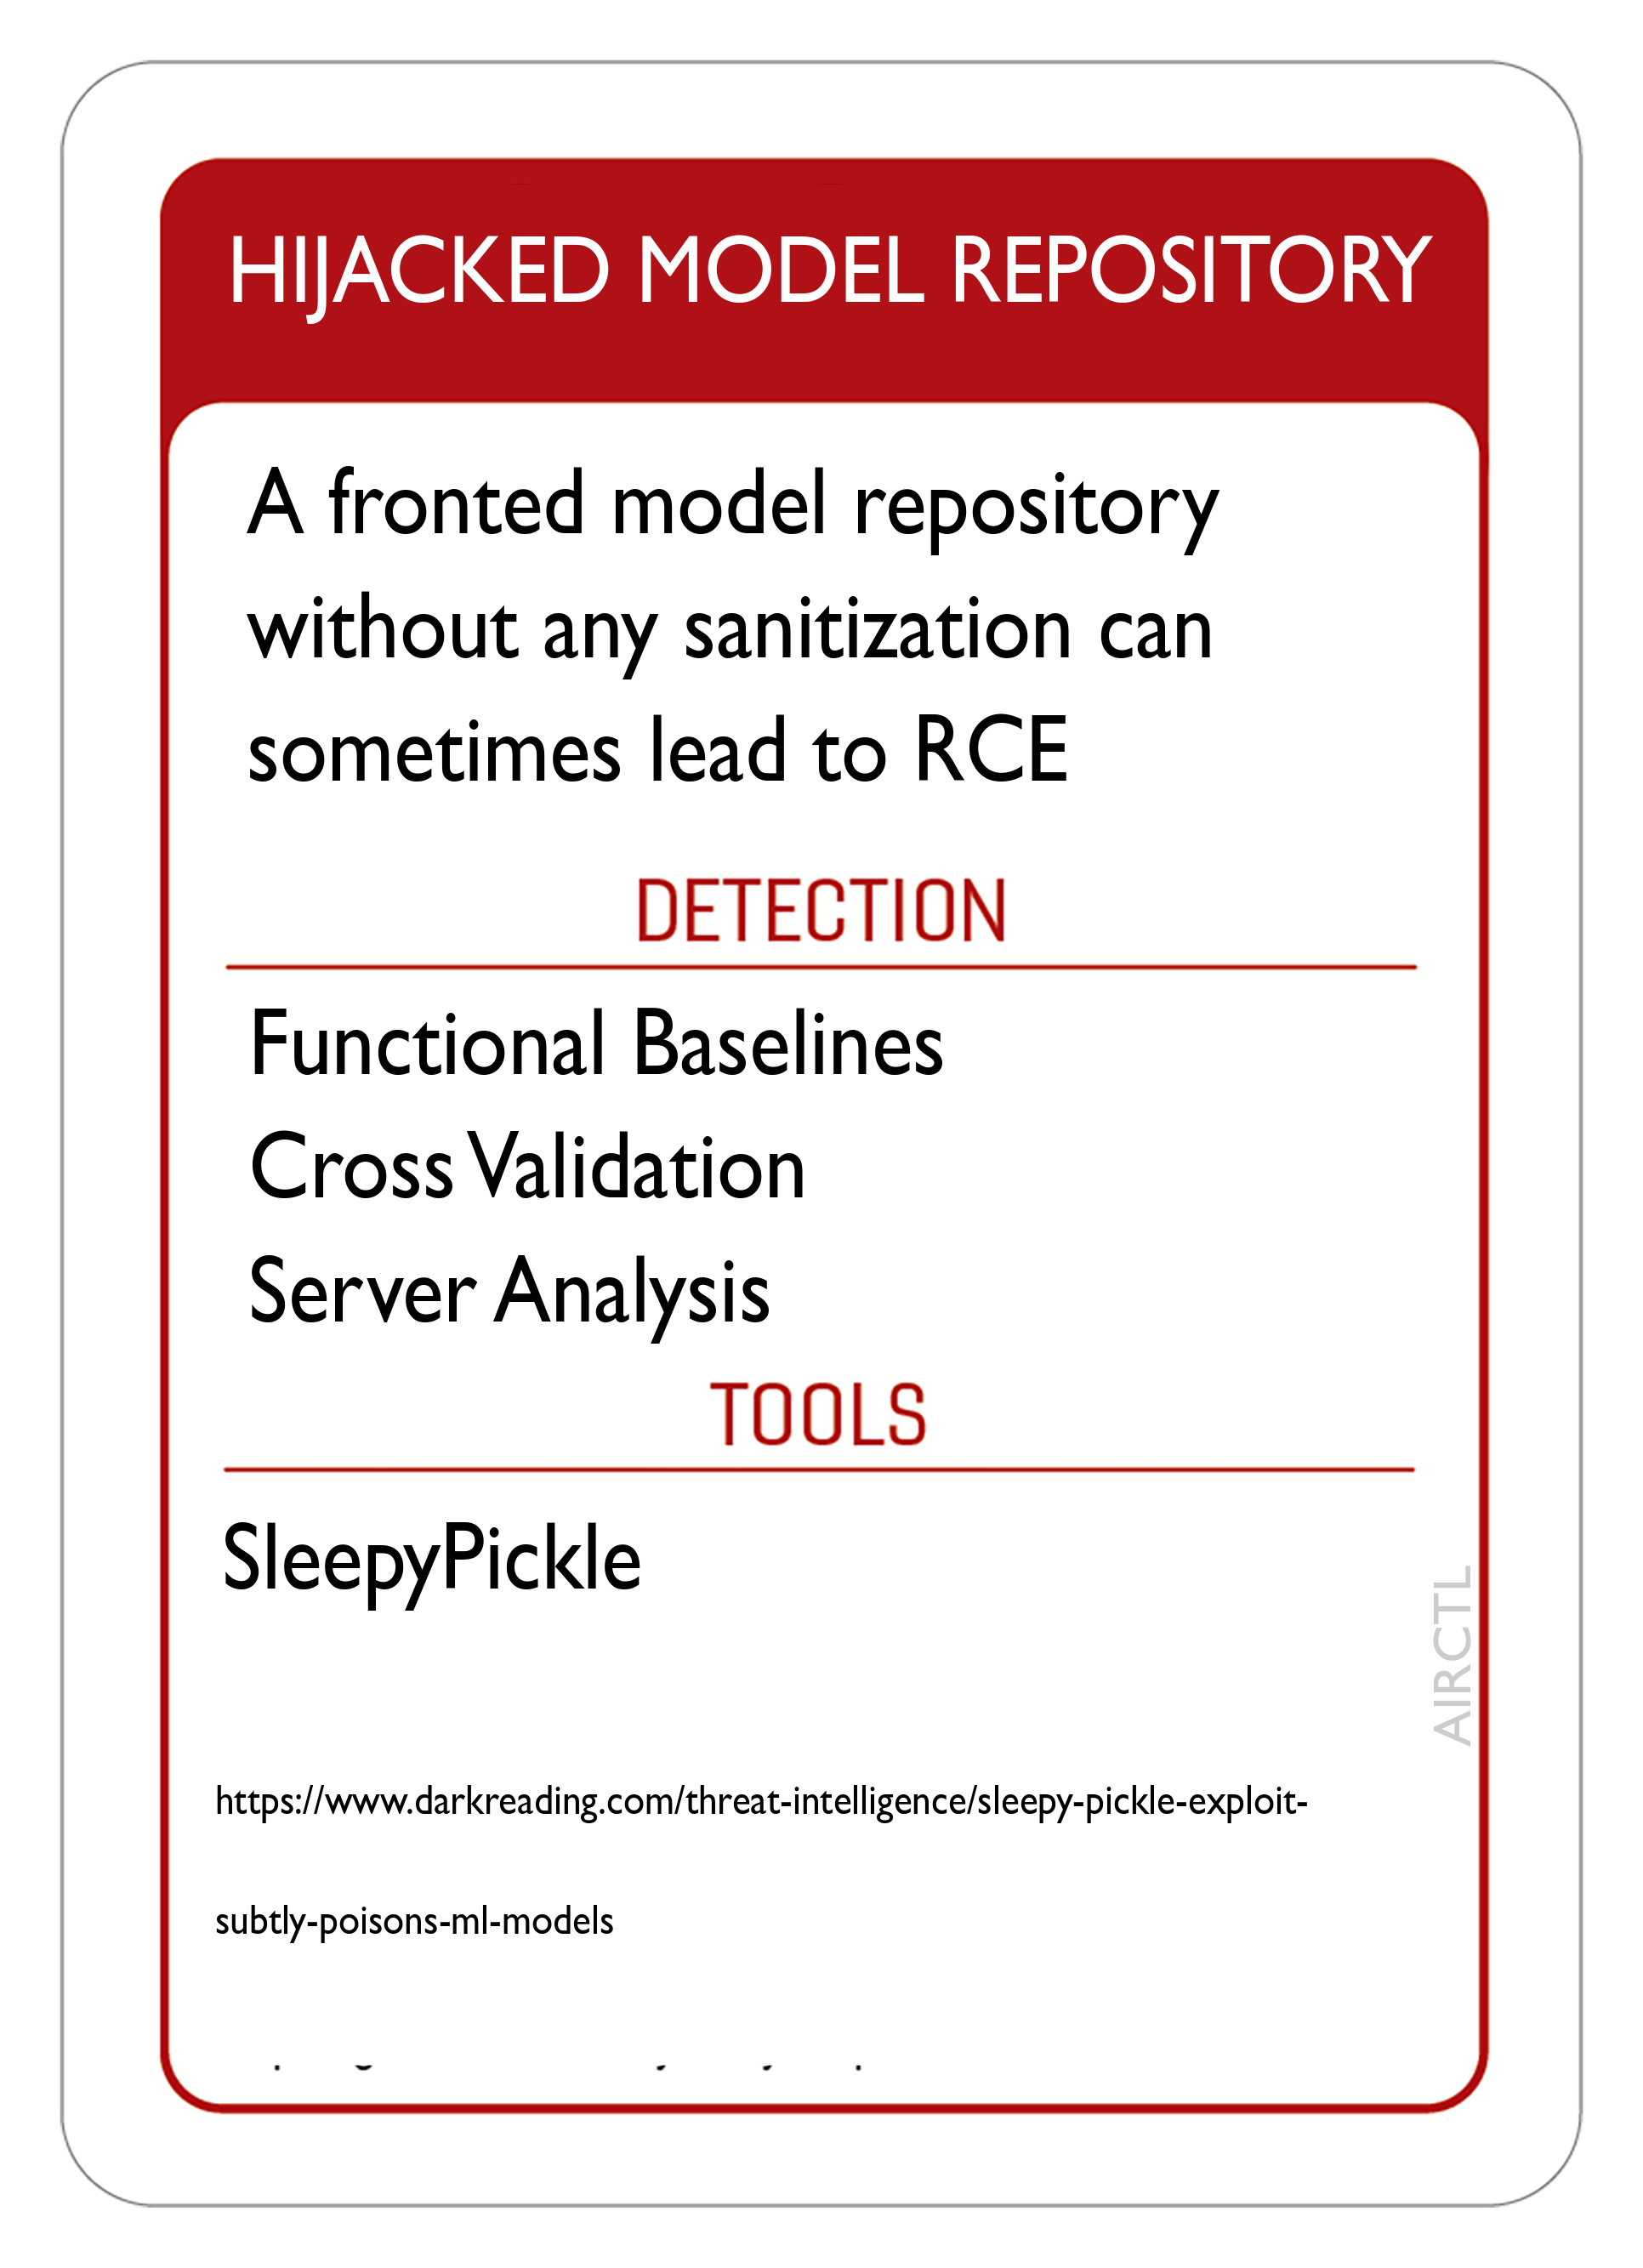 HIJACKED MODEL REPOSITORY
A fronted model repository
without any sanitization can
sometimes lead to RCE
DETECTION
Functional Baselines
Cross Validation
Server Analysis
TOOLS
SleepyPickle
AIRCTL
https://www.darkreading.com/threat-intelligence/sleepy-pickle-exploit-
subtly-poisons-ml-models